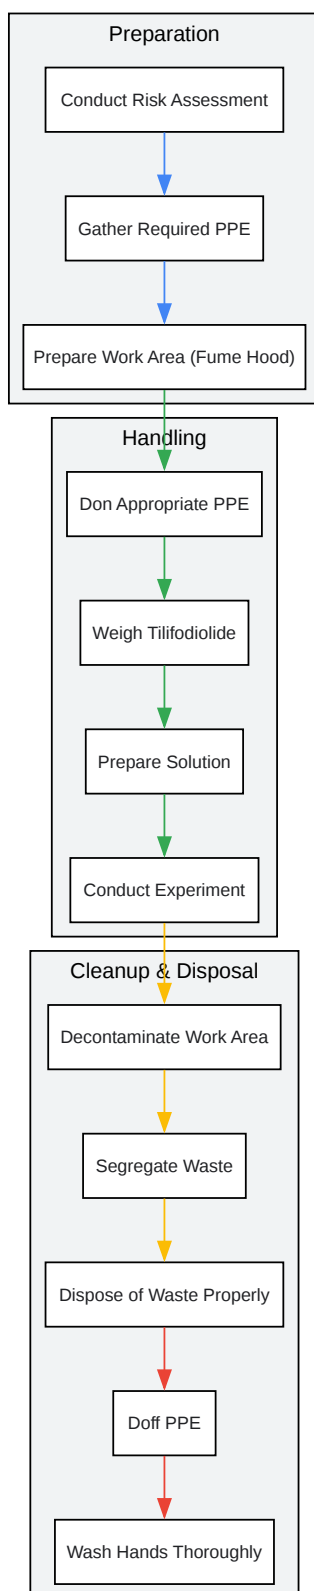 Preparation
Conduct Risk Assessment
Gather Required PPE
Prepare Work Area (Fume Hood)
Handling
Don Appropriate PPE
Weigh Tilifodiolide
Prepare Solution
Conduct Experiment
Cleanup & Disposal
Decontaminate Work Area
Segregate Waste
Dispose of Waste Properly
Doff PPE
Wash Hands Thoroughly